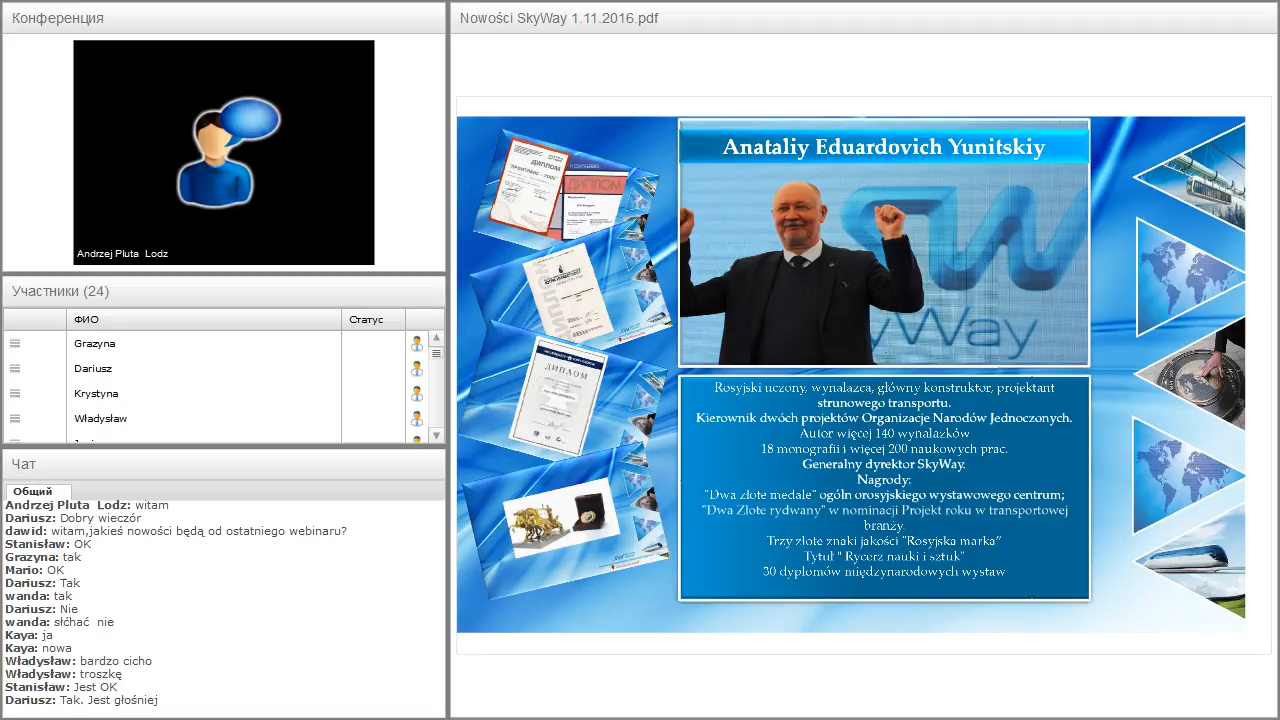 Конференция
Andrzej Pluta Lodz
Участники (24)
ФИО
Статус
Grazyna
Dariusz
Krystyna
Władysław
Чат
Общий
Andrzej Pluta Lodz: witam
Dariusz: Dobry wieczór
dawid: witam,jakieś nowości będą od ostatniego webinaru?
Stanisław: OK
Grazyna: tak
Mario: OK
Dariusz: Tak
wanda: tak
Dariusz: Nie
wanda: słćhać nie
Kaya: ja
Kaya: nowa
Władysław: bardzo cicho
Władysław: troszkę
Stanisław: Jest OK
Dariusz: Tak. Jest głośniej
Nowości SkyWay 1.11.2016.pdf
ДИПЛОМ
ДИПЛОМ
ДИПЛОМ
Anataliy Eduardovich Yunitskiy
Rosyjski uczony, wynalazca, główny konstruktor, projektant
strunowego transportu.
Kierownik dwóch projektów Organizacje Narodów Jednoczonych.
Autor więcej 140 wynalazków
18 monografii i więcej 200 naukowych prac.
Generalny dyrektor SkyWay.
Nagrody:
"Dwa złote medale" ogóln orosyjskiego wystawowego centrum;
"Dwa Złote rydwany" w nominacji Projekt roku w transportowej
branży.
Trzy złote znaki jakości "Rosyjska marka"
Tytuł " Rycerz nauki i sztuk"
50 dyplomów międzynarodowych wystaw